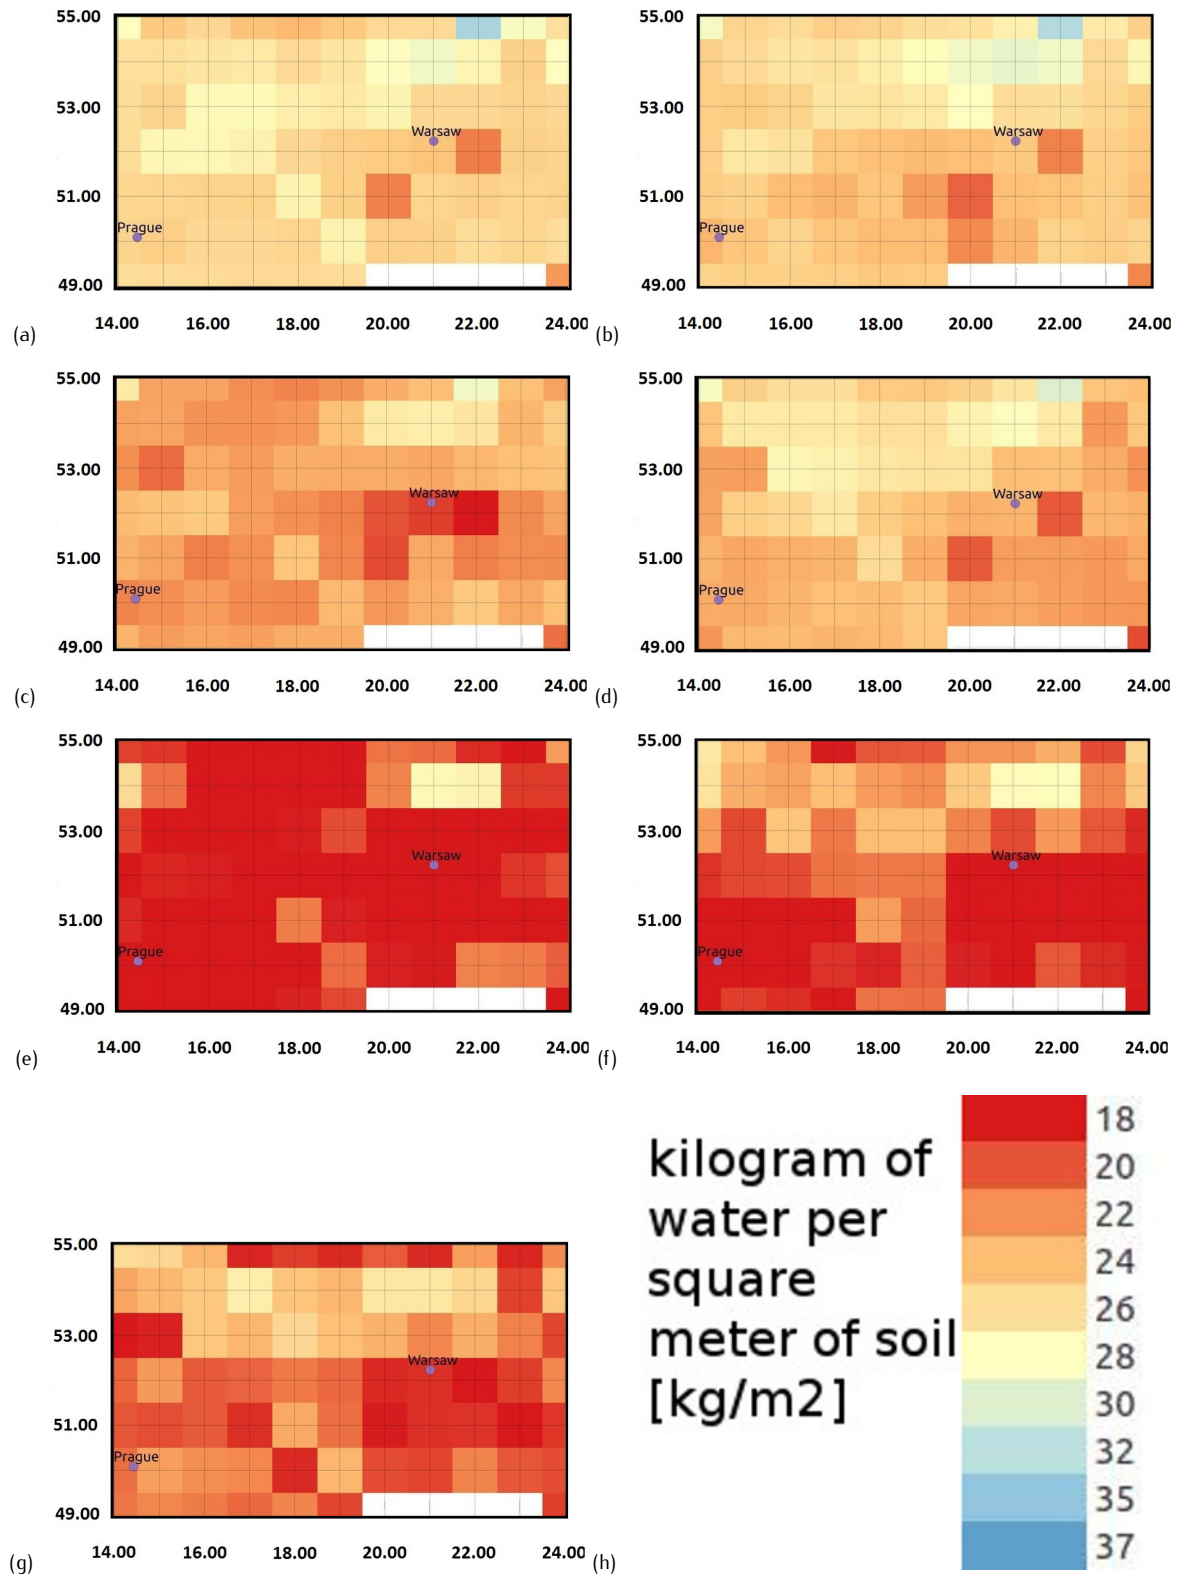 55.00
53.00
Warsaw
51.00
Prague
49.00
(a) 14.00 16.00 18.00 20.00 22.00 24.00
55.00
53.00
Warsaw
51.00
Prague
49.00
(b) 14.00 16.00 18.00 20.00 22.00 24.00
55.00
53.00
Warsaw
51.00
Prague
49.00
(c) 14.00 16.00 18.00 20.00 22.00 24.00
55.00
53.00
Warsaw
51.00
Prague
49.00
(d) 14.00 16.00 18.00 20.00 22.00 24.00
55.00
53.00
Warsaw
51.00
Prague
49.00
(e) 14.00 16.00 18.00 20.00 22.00 24.00
55.00
53.00
Warsaw
51.00
Prague
49.00
(f) 14.00 16.00 18.00 20.00 22.00 24.00
55.00
53.00
Warsaw
51.00
Prague
49.00
(g) 14.00 16.00 18.00 20.00 22.00 24.00
kilogram of
water per
square
meter of soil
[kg/m2]
18
20
22
24
26
28
30
32
35
37
(h)